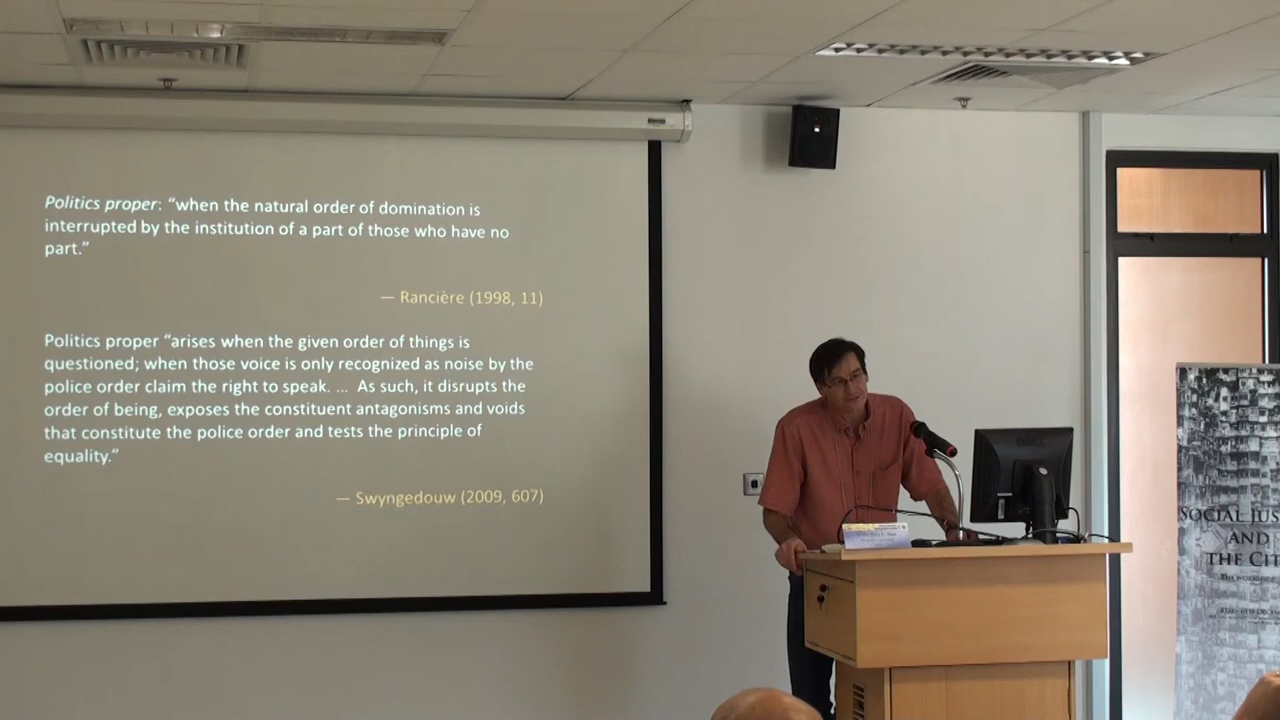 Politics proper: “when the natural order of domination is
interrupted by the institution of a part of those who have no
part.”
— Rancière (1998, 11)
Politics proper “arises when the given order of things is
questioned; when those voice is only recognized as noise by the
police order claim the right to speak. … As such, it disrupts the
order of being, exposes the constituent antagonisms and voids
that constitute the police order and tests the principle of
equality.”
— Swyngedouw (2009, 607)
SOCIAL JUS
AND
THE CIT
THE WORKSHOP